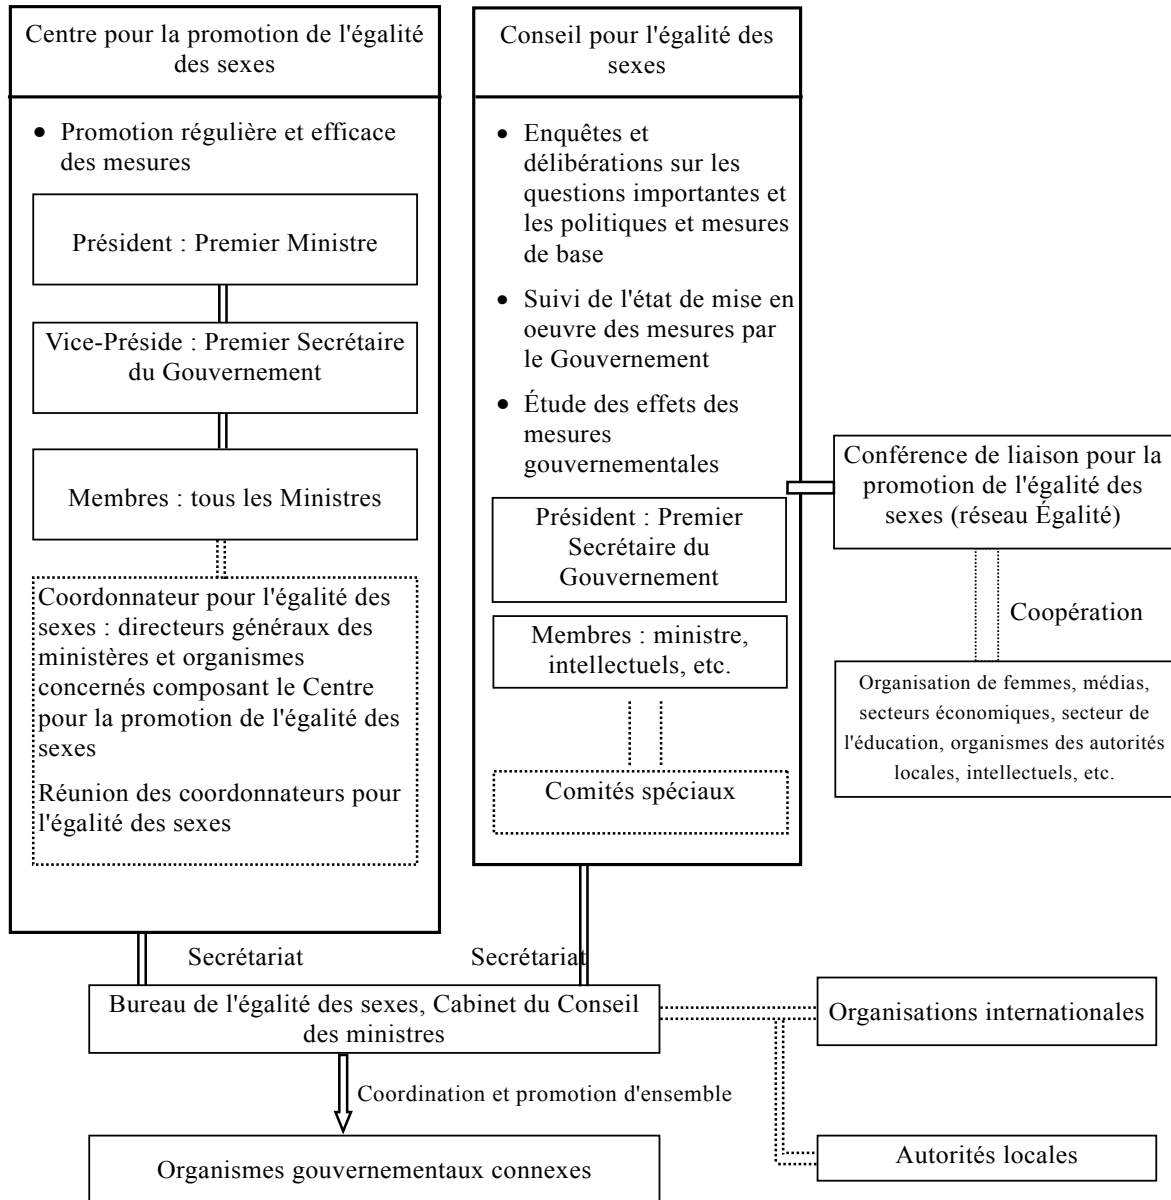 Centre pour la promotion de l'égalité
des sexes
• Promotion régulière et efficace
des mesures
Président : Premier Ministre
Vice-Préside : Premier Secrétaire
du Gouvernement
Membres : tous les Ministres
Coordonnateur pour l'égalité des
sexes : directeurs généraux des
ministères et organismes
concernés composant le Centre
pour la promotion de l'égalité des
sexes
Réunion des coordonnateurs pour
l'égalité des sexes
Conseil pour l'égalité des
sexes
• Enquêtes et
délibérations sur les
questions importantes et
les politiques et mesures
de base
• Suivi de l'état de mise en
oeuvre des mesures par
le Gouvernement
• Étude des effets des
mesures
gouvernementales
Président : Premier
Secrétaire du
Gouvernement
Membres : ministre,
intellectuels, etc.
Comités spéciaux
Conférence de liaison pour la
promotion de l'égalité des
sexes (réseau Égalité)
Coopération
Organisation de femmes, médias,
secteurs économiques, secteur de
l'éducation, organismes des autorités
locales, intellectuels, etc.
Secrétariat
Secrétariat
Bureau de l'égalité des sexes, Cabinet du Conseil
des ministres
Organisations internationales
Coordination et promotion d'ensemble
Organismes gouvernementaux connexes
Autorités locales